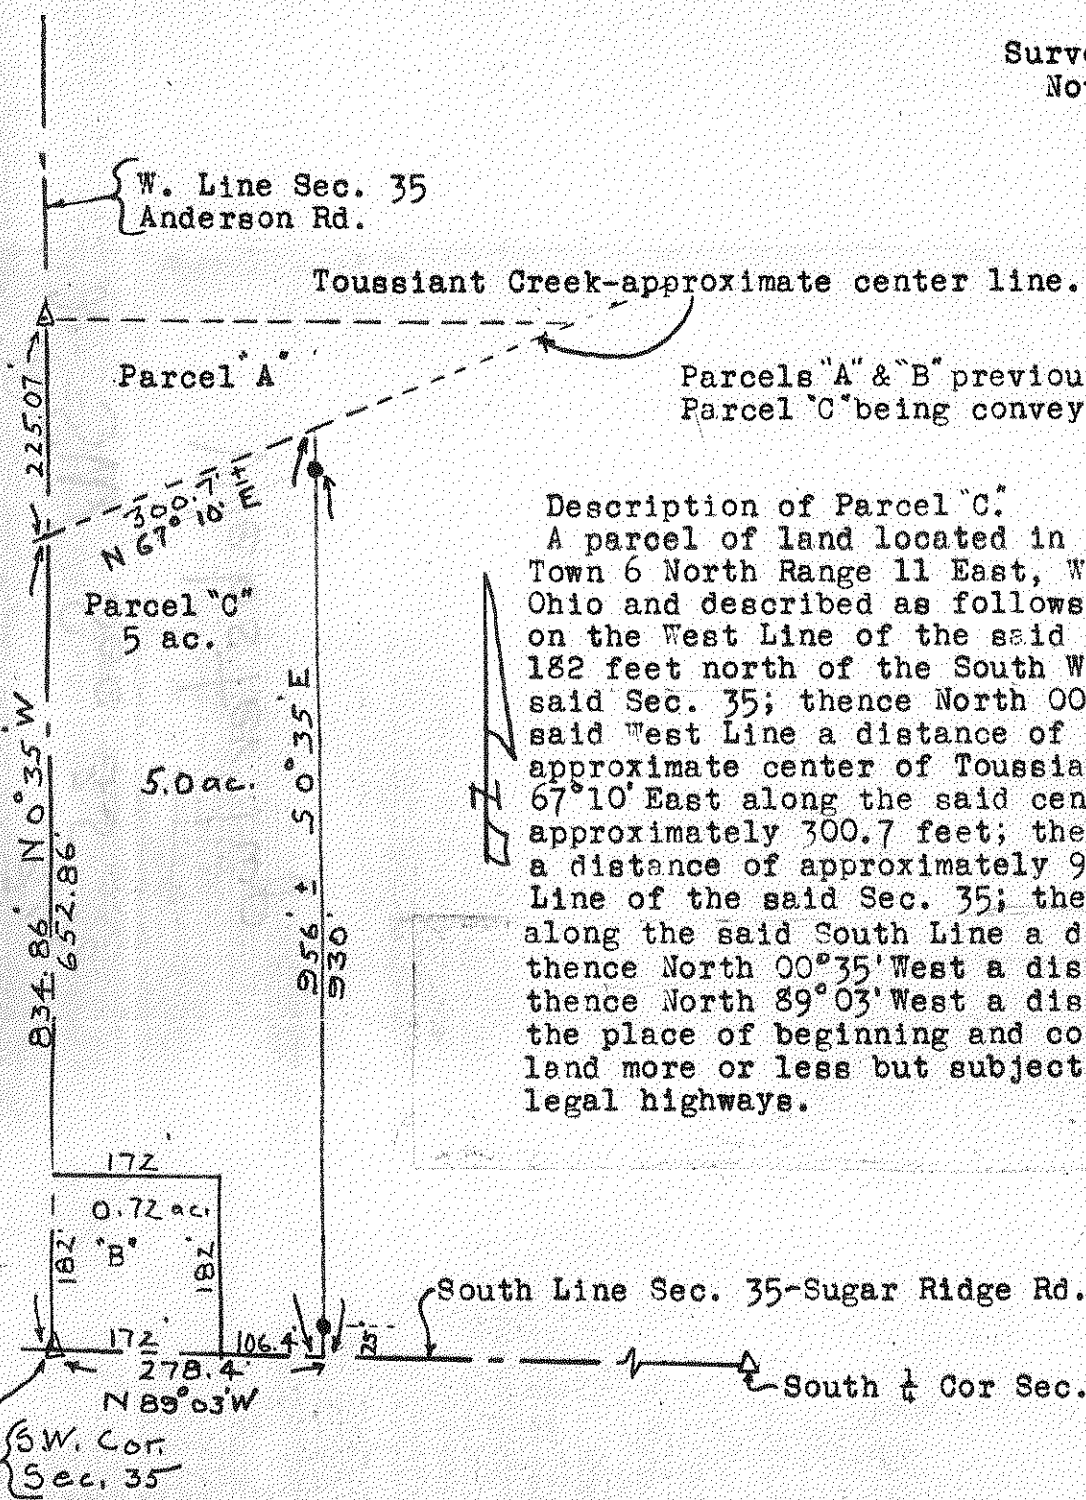 Surve
No
W. Line Sec. 35
Anderson Rd.
Toussiant Creek-approximate center line.
Parcel "A"
225.07'
Parcels "A" & "B" previou
Parcel "C" being convey
300.7' ±
N 67° 10' E
Description of Parcel "C".
A parcel of land located in
Town 6 North Range 11 East, W
Ohio and described as follows
on the West Line of the said
182 feet north of the South W
said Sec. 35; thence North 00
said West Line a distance of
approximate center of Toussia
67°10' East along the said cen
approximately 300.7 feet; the
a distance of approximately 9
Line of the said Sec. 35; the
along the said South Line a d
thence North 00°35' West a dis
thence North 89°03' West a dis
the place of beginning and co
land more or less but subject
legal highways.
Parcel "C"
5 ac.
5.0 ac.
N 0° 35' W
834.86'
652.86'
S 0° 35' E
956' ±
930'
N
172'
0.72 ac.
"B"
182'
182'
South Line Sec. 35-Sugar Ridge Rd.
172'
106.4'
25'
278.4'
N 89° 03' W
South ¼ Cor Sec.
S.W. Cor.
Sec. 35